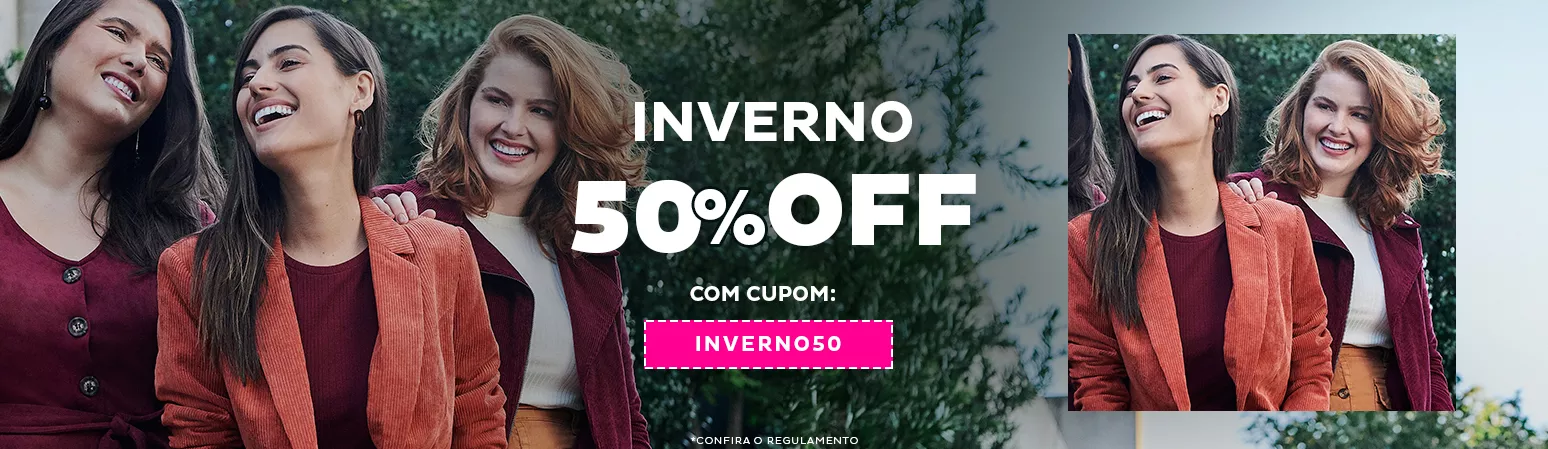 INVERNO
50%OFF
COM CUPOM:
INVERNO50
*CONFIRA O REGULAMENTO